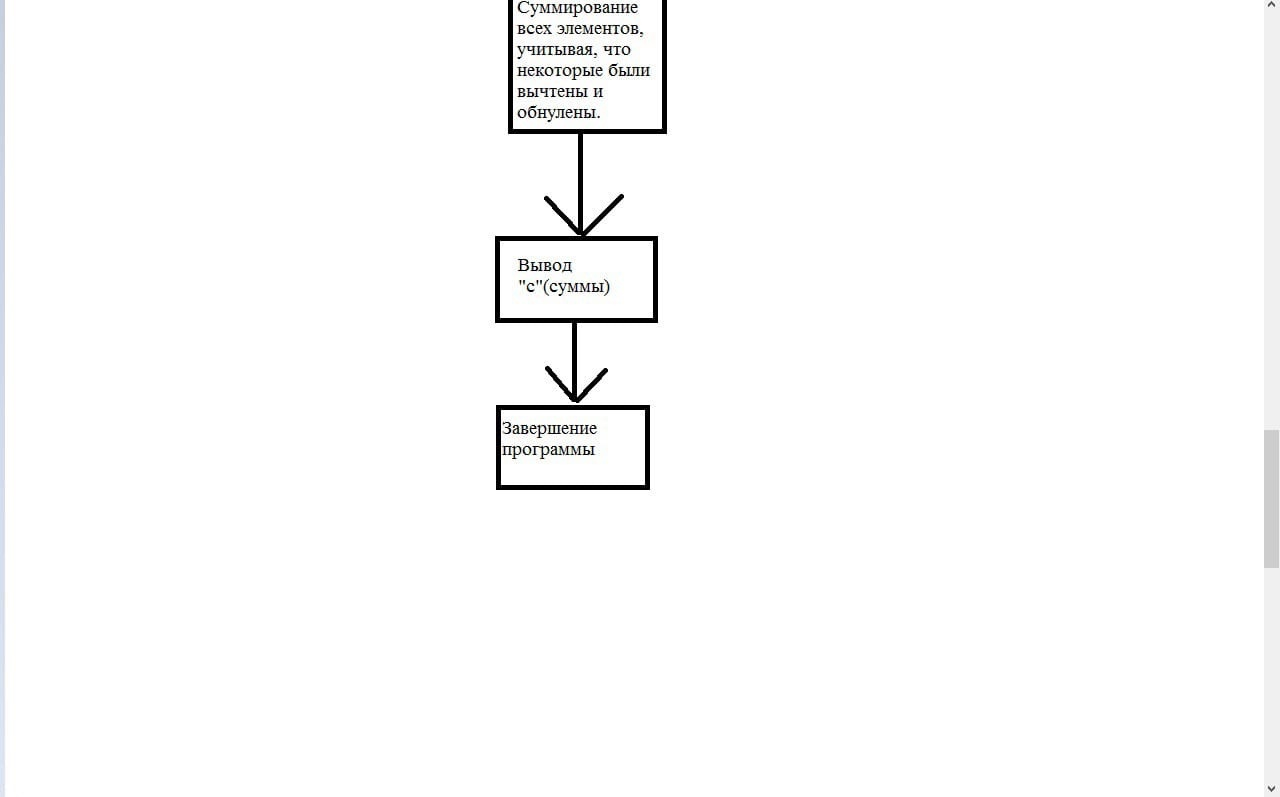 Суммирование
всех элементов,
учитывая, что
некоторые были
вычтены и
обнулены.
Вывод
"с"(суммы)
Завершение
программы